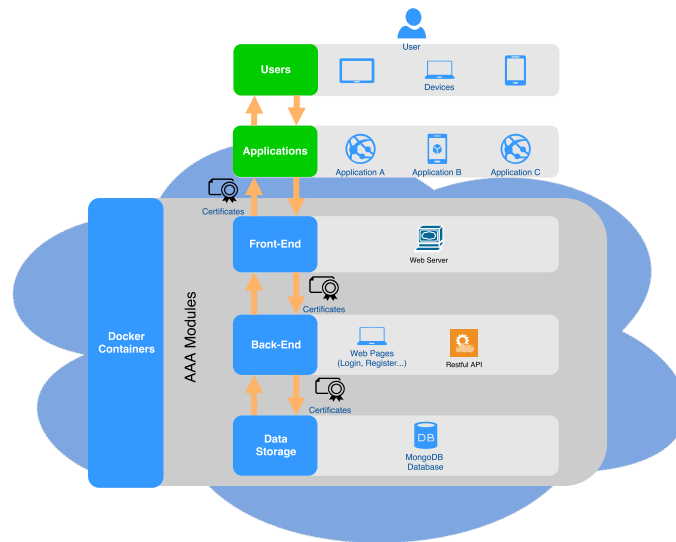 User
Users
Devices
Applications
Application A
Application B
Application C
Certificates
Front-End
Web Server
Certificates
Docker
Containers
AAA Modules
Back-End
Web Pages
(Login, Register...)
Restful API
Certificates
Data
Storage
DB
MongoDB
Database